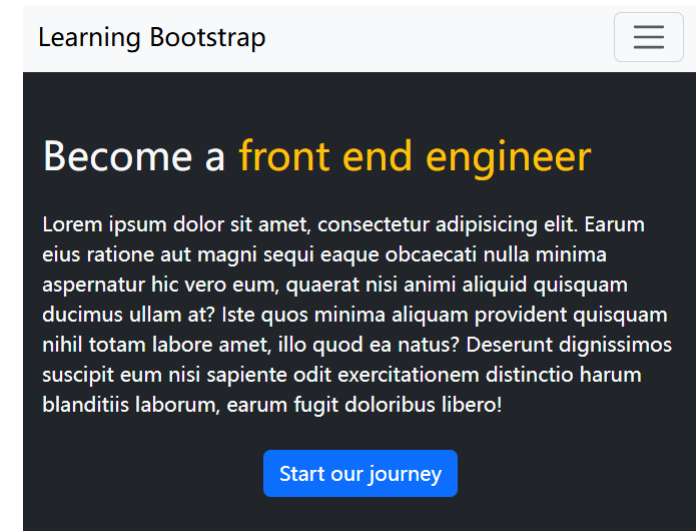 Learning Bootstrap
Become a front end engineer
Lorem ipsum dolor sit amet, consectetur adipisicing elit. Earum
eius ratione aut magni sequi eaque obcaecati nulla minima
aspernatur hic vero eum, quaerat nisi animi aliquid quisquam
ducimus ullam at? Iste quos minima aliquam provident quisquam
nihil totam labore amet, illo quod ea natus? Deserunt dignissimos
suscipit eum nisi sapiente odit exercitationem distinctio harum
blanditiis laborum, earum fugit doloribus libero!
Start our journey